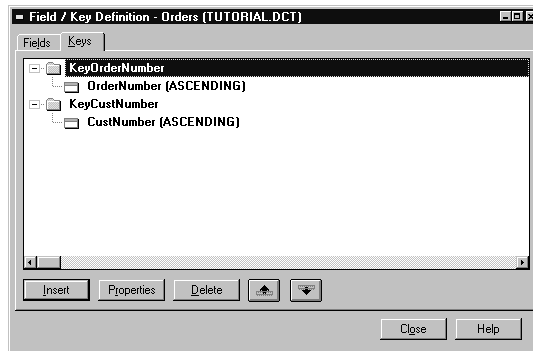 Field / Key Definition - Orders (TUTORIAL.DCT)
Fields Keys
KeyOrderNumber
OrderNumber (ASCENDING)
KeyCustNumber
CustNumber (ASCENDING)
Insert Properties Delete
Close Help